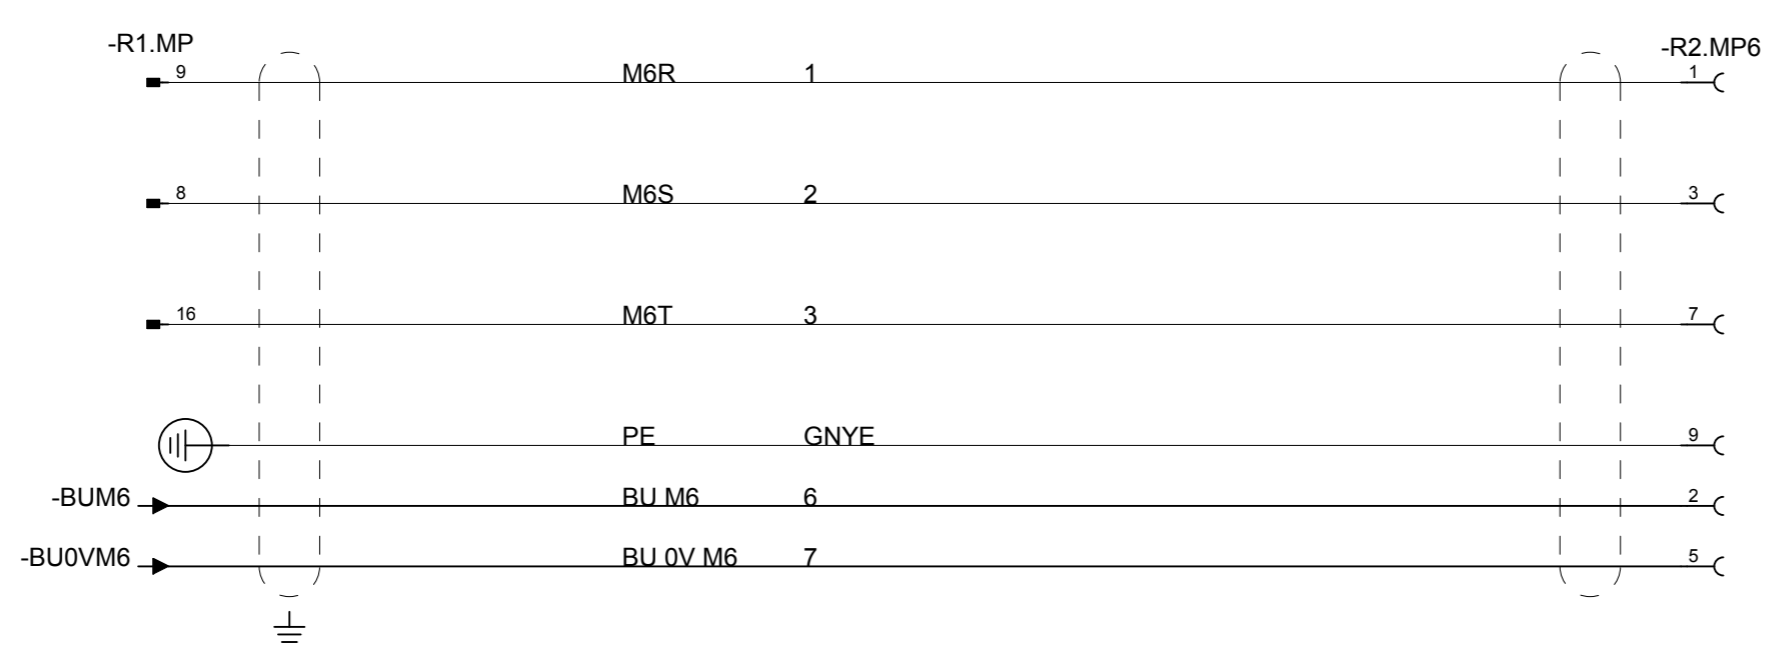 -R1.MP -R2.MP6
9 M6R 1 1
8 M6S 2 3
16 M6T 3 7
PE GNYE 9
-BUM6 BU M6 6 2
-BU0VM6 BU 0V M6 7 5